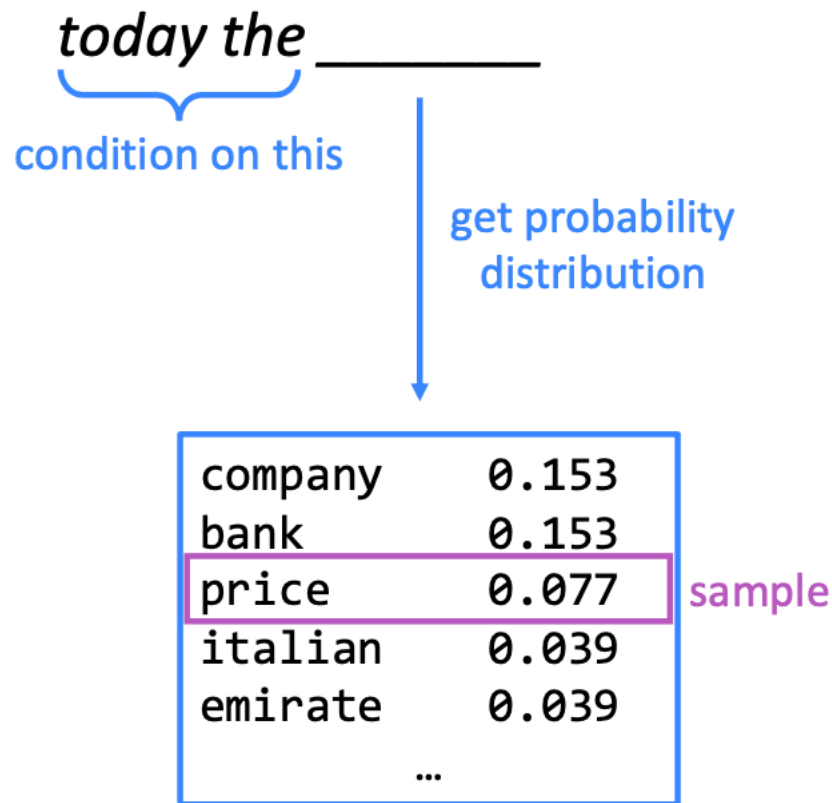 today the _______
condition on this
get probability
distribution
company 0.153
bank 0.153
price 0.077
sample
italian 0.039
emirate 0.039
…